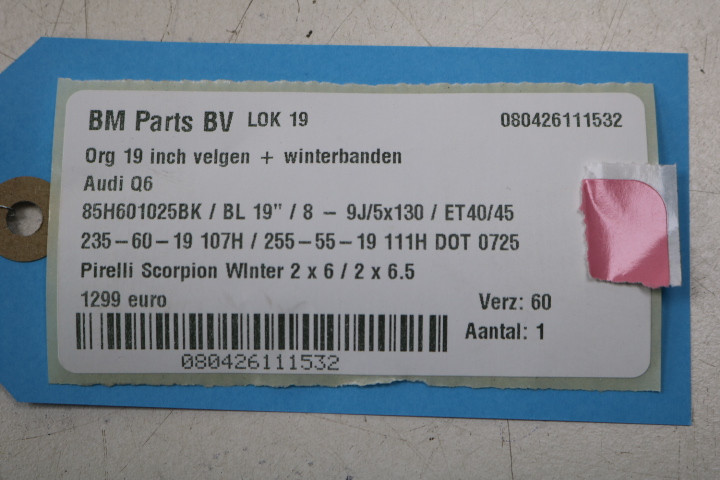 BM Parts BV LOK 19 080426111532
Org 19 inch velgen + winterbanden
Audi Q6
85H601025BK / BL 19" / 8 - 9J/5x130 / ET40/45
235-60-19 107H / 255-55-19 111H DOT 0725
Pirelli Scorpion WInter 2 x 6 / 2 x 6.5
1299 euro Verz: 60
Aantal: 1
080426111532